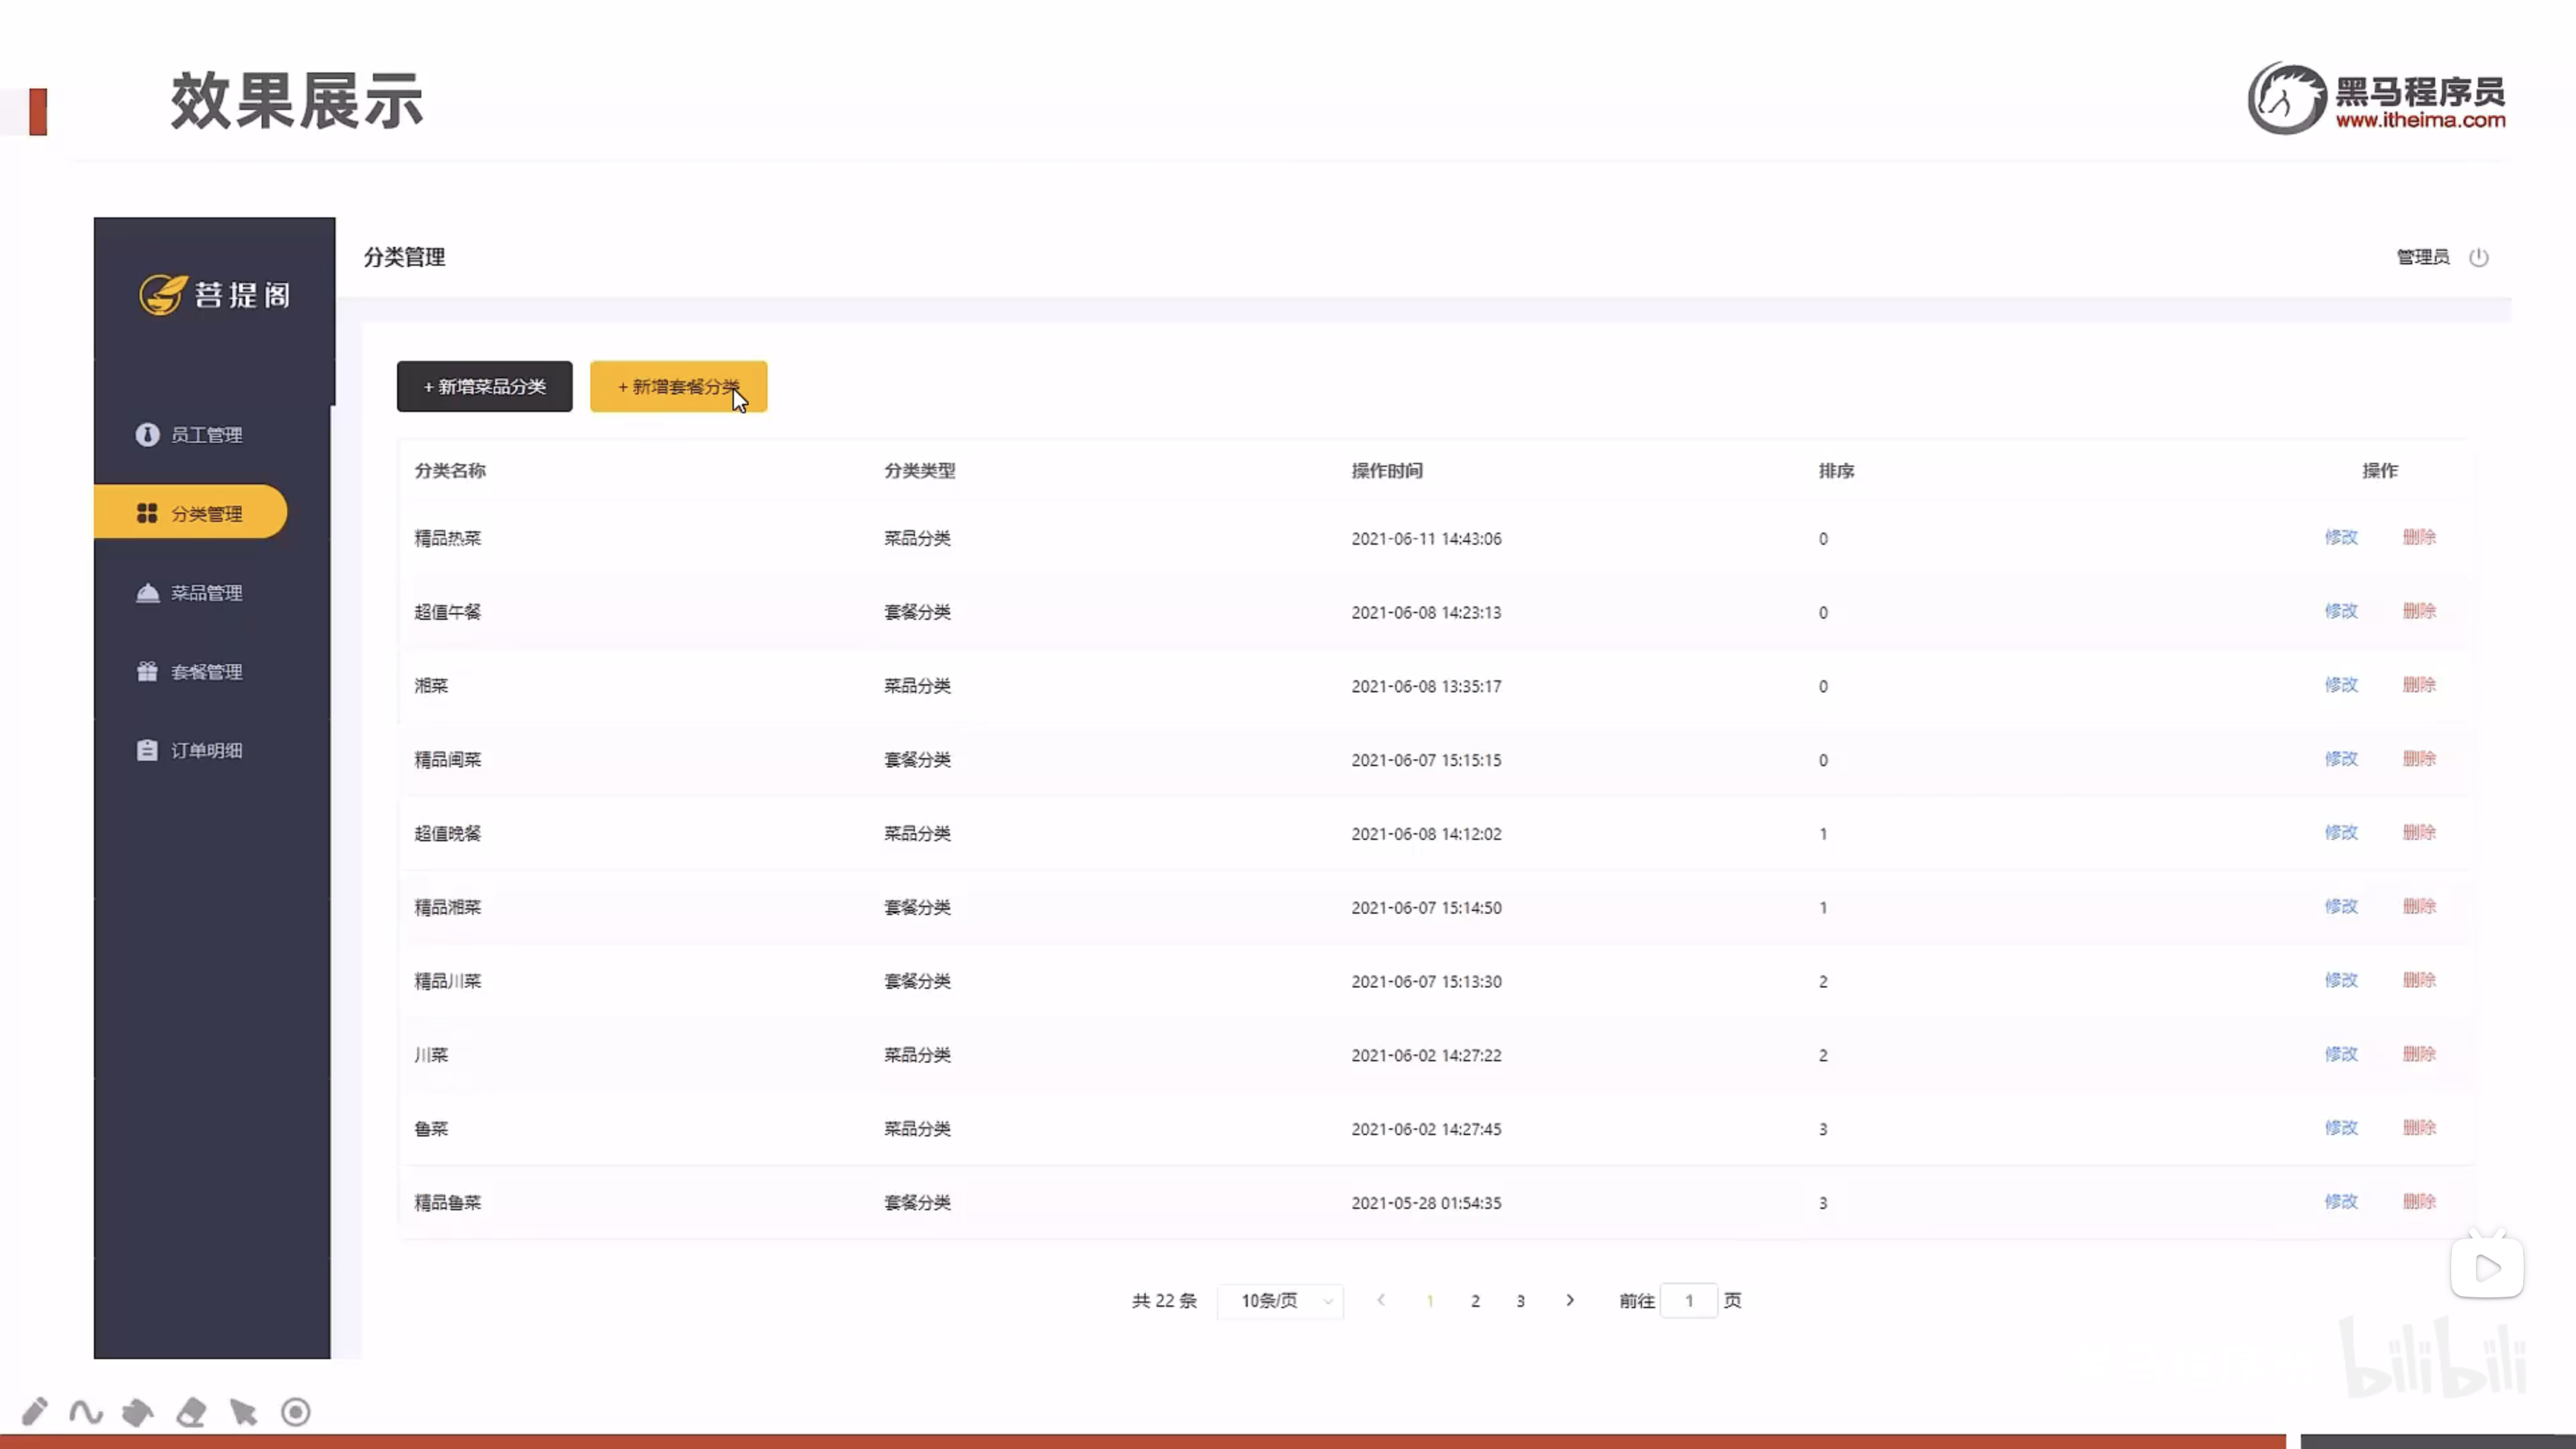 效果展示
黑马程序员
www.itheima.com
菩提阁
分类管理
管理员
员工管理
分类管理
菜品管理
套餐管理
订单明细
+ 新增菜品分类 + 新增套餐分类
分类名称 分类类型 操作时间 排序 操作
精品热菜 菜品分类 2021-06-11 14:43:06 0 修改 删除
超值午餐 套餐分类 2021-06-08 14:23:13 0 修改 删除
湘菜 菜品分类 2021-06-08 13:35:17 0 修改 删除
精品闽菜 套餐分类 2021-06-07 15:15:15 0 修改 删除
超值晚餐 菜品分类 2021-06-08 14:12:02 1 修改 删除
精品湘菜 套餐分类 2021-06-07 15:14:50 1 修改 删除
精品川菜 套餐分类 2021-06-07 15:13:30 2 修改 删除
川菜 菜品分类 2021-06-02 14:27:22 2 修改 删除
鲁菜 菜品分类 2021-06-02 14:27:45 3 修改 删除
精品鲁菜 套餐分类 2021-05-28 01:54:35 3 修改 删除
共 22 条 10条/页 1 2 3 前往 1 页
bilibili